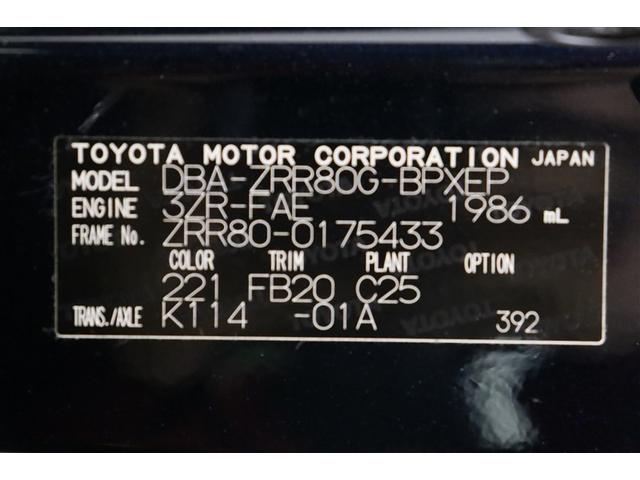 TOYOTA MOTOR CORPORATION JAPAN
MODEL DBA-ZRR80G-BPXEP
ENGINE 3ZR-FAE 1986 mL
FRAME No. ZRR80-0175433
COLOR TRIM PLANT OPTION
221 FB20 C25
TRANS./AXLE K114 -01A 392